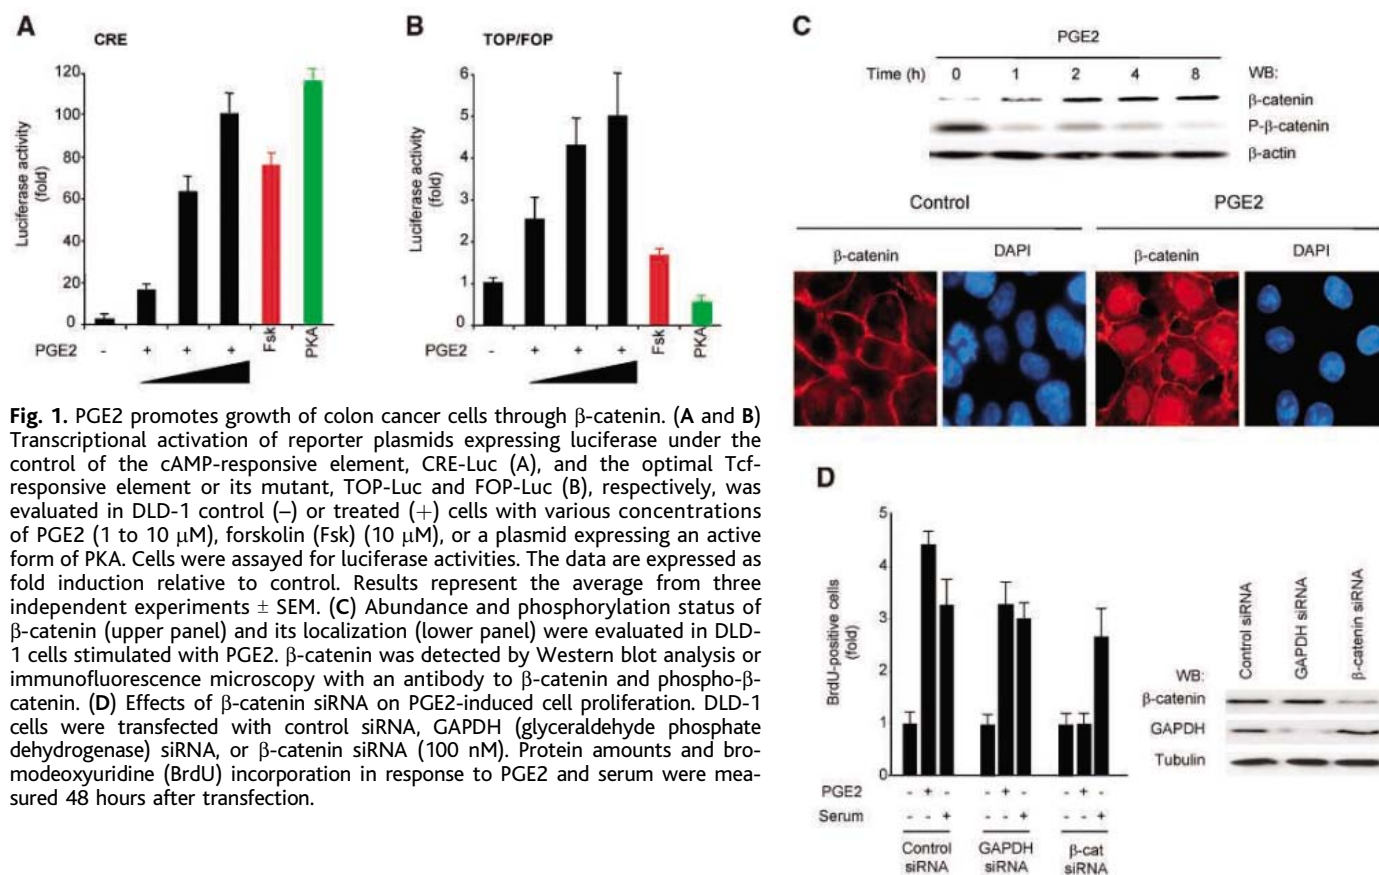 A
CRE
Luciferase activity
(fold)
120
100
80
60
40
20
0
PGE2 - + + +
Fsk
PKA
B
TOP/FOP
Luciferase activity
(fold)
6
5
4
3
2
1
0
PGE2 - + + +
Fsk
PKA
Fig. 1. PGE2 promotes growth of colon cancer cells through β-catenin. (A and B)
Transcriptional activation of reporter plasmids expressing luciferase under the
control of the cAMP-responsive element, CRE-Luc (A), and the optimal Tcf-
responsive element or its mutant, TOP-Luc and FOP-Luc (B), respectively, was
evaluated in DLD-1 control (–) or treated (+) cells with various concentrations
of PGE2 (1 to 10 μM), forskolin (Fsk) (10 μM), or a plasmid expressing an active
form of PKA. Cells were assayed for luciferase activities. The data are expressed as
fold induction relative to control. Results represent the average from three
independent experiments ± SEM. (C) Abundance and phosphorylation status of
β-catenin (upper panel) and its localization (lower panel) were evaluated in DLD-
1 cells stimulated with PGE2. β-catenin was detected by Western blot analysis or
immunofluorescence microscopy with an antibody to β-catenin and phospho-β-
catenin. (D) Effects of β-catenin siRNA on PGE2-induced cell proliferation. DLD-1
cells were transfected with control siRNA, GAPDH (glyceraldehyde phosphate
dehydrogenase) siRNA, or β-catenin siRNA (100 nM). Protein amounts and bro-
modeoxyuridine (BrdU) incorporation in response to PGE2 and serum were mea-
sured 48 hours after transfection.
C
PGE2
Time (h) 0 1 2 4 8 WB:
β-catenin
P-β-catenin
β-actin
Control PGE2
β-catenin DAPI β-catenin DAPI
D
BrdU-positive cells
(fold)
5
4
3
2
1
0
PGE2 - + - - + - - + -
Serum - - + - - + - - +
Control GAPDH β-cat
siRNA siRNA siRNA
Control siRNA
GAPDH siRNA
β-catenin siRNA
WB:
β-catenin
GAPDH
Tubulin